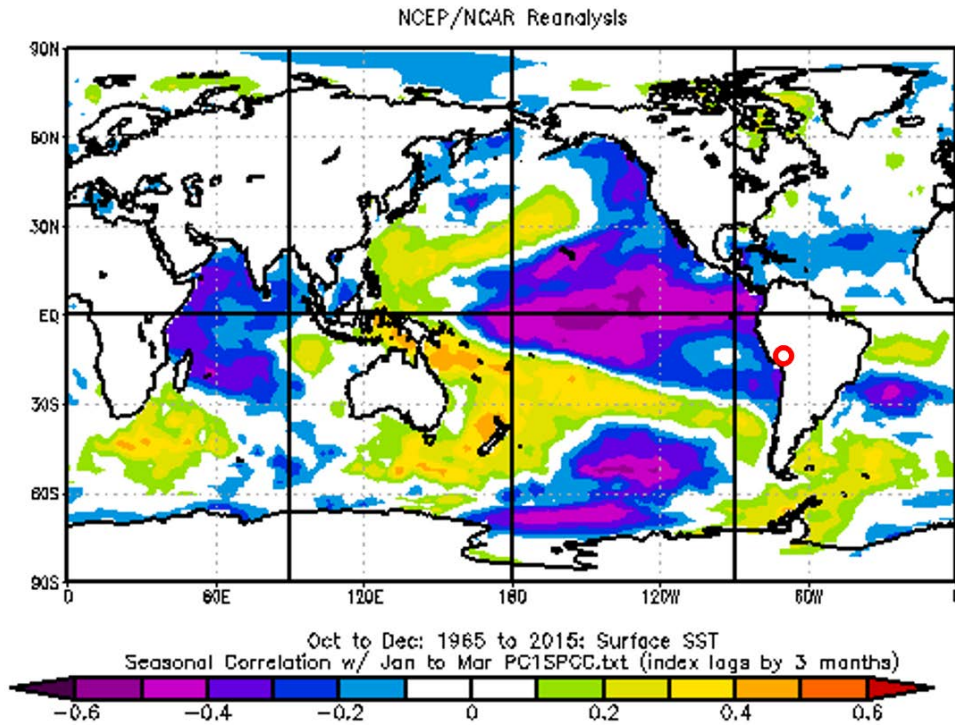 NCEP/NCAR Reanalysis
90N
60N
30N
EQ
30S
60S
90S
0 60E 120E 180 120W 60W 0
Oct to Dec: 1965 to 2015: Surface SST
Seasonal Correlation w/ Jan to Mar PC1SPCC.txt (index lags by 3 months)
-0.6 -0.4 -0.2 0 0.2 0.4 0.6